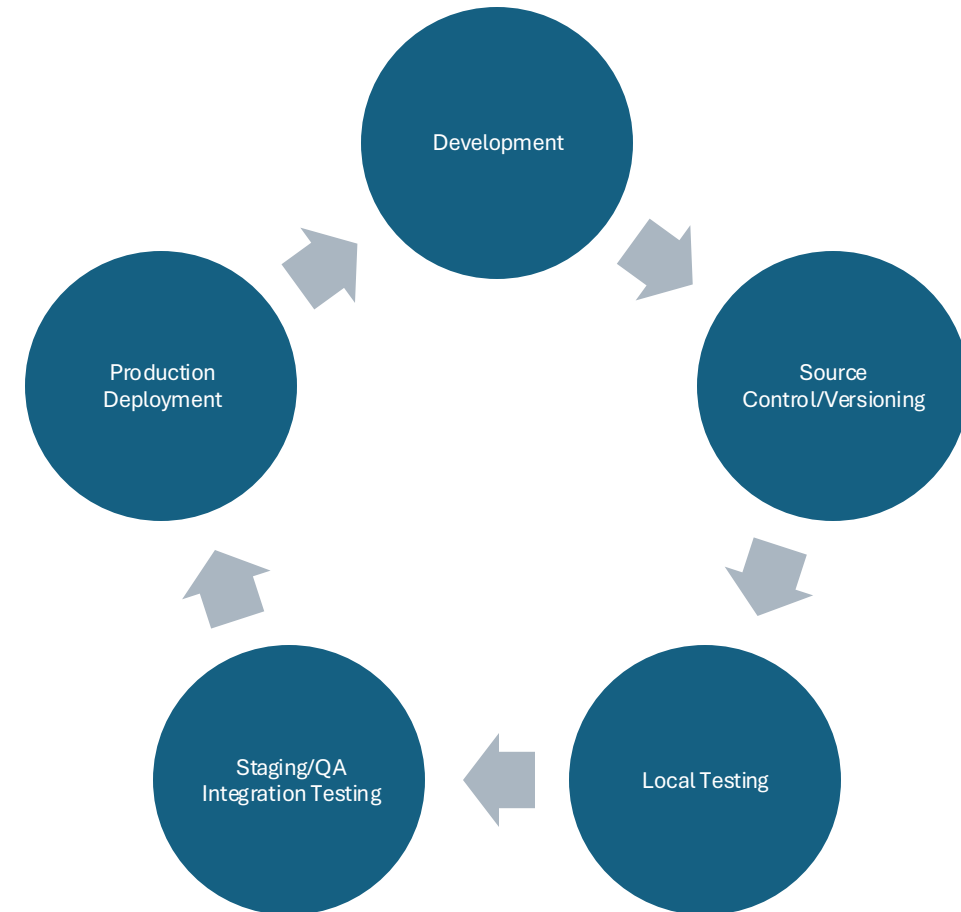 Development
Source
Control/Versioning
Local Testing
Staging/QA
Integration Testing
Production
Deployment